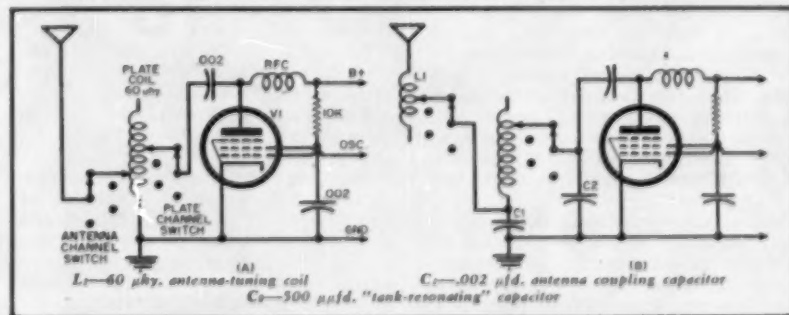 PLATE
COIL
60 μhy.
.002
RFC
B+
V1
10K
OSC
.002
GND
PLATE
CHANNEL
SWITCH
ANTENNA
CHANNEL
SWITCH
(A)
L1
C1
C2
(B)
L₁—60 μhy. antenna-tuning coil
C₁—.002 μfd. antenna coupling capacitor
C₂—500 μμfd. "tank-resonating" capacitor